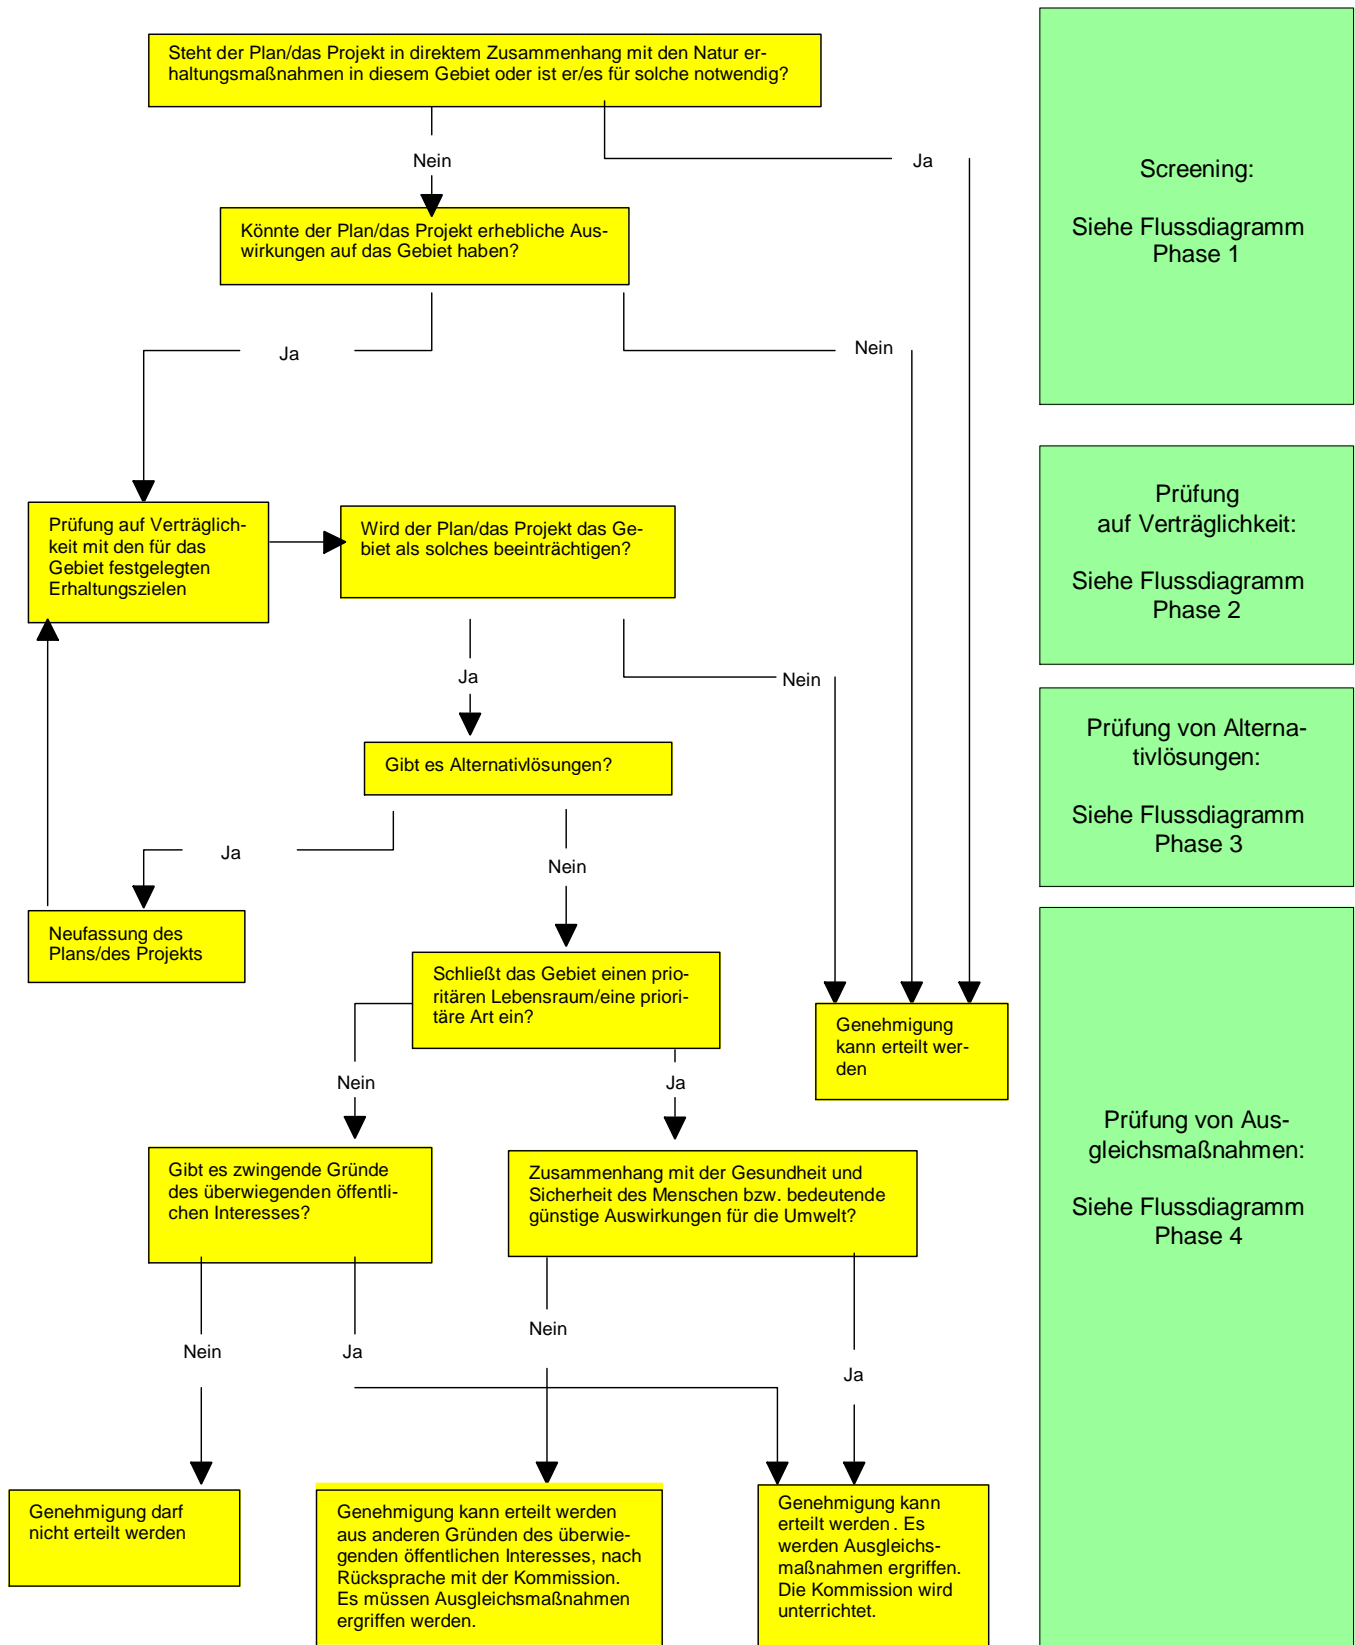 Steht der Plan/das Projekt in direktem Zusammenhang mit den Natur er-
haltungsmaßnahmen in diesem Gebiet oder ist er/es für solche notwendig?
Nein
Ja
Screening:
Siehe Flussdiagramm
Phase 1
Könnte der Plan/das Projekt erhebliche Aus-
wirkungen auf das Gebiet haben?
Ja
Nein
Prüfung auf Verträglich-
keit mit den für das
Gebiet festgelegten
Erhaltungszielen
Wird der Plan/das Projekt das Ge-
biet als solches beeinträchtigen?
Prüfung
auf Verträglichkeit:
Siehe Flussdiagramm
Phase 2
Ja
Nein
Gibt es Alternativlösungen?
Prüfung von Alterna-
tivlösungen:
Siehe Flussdiagramm
Phase 3
Ja
Nein
Neufassung des
Plans/des Projekts
Schließt das Gebiet einen prio-
ritären Lebensraum/eine priori-
täre Art ein?
Genehmigung
kann erteilt wer-
den
Nein
Ja
Prüfung von Aus-
gleichsmaßnahmen:
Siehe Flussdiagramm
Phase 4
Gibt es zwingende Gründe
des überwiegenden öffentli-
chen Interesses?
Zusammenhang mit der Gesundheit und
Sicherheit des Menschen bzw. bedeutende
günstige Auswirkungen für die Umwelt?
Nein
Ja
Nein
Ja
Genehmigung darf
nicht erteilt werden
Genehmigung kann erteilt werden
aus anderen Gründen des überwie-
genden öffentlichen Interesses, nach
Rücksprache mit der Kommission.
Es müssen Ausgleichsmaßnahmen
ergriffen werden.
Genehmigung kann
erteilt werden. Es
werden Ausgleichs-
maßnahmen ergriffen.
Die Kommission wird
unterrichtet.